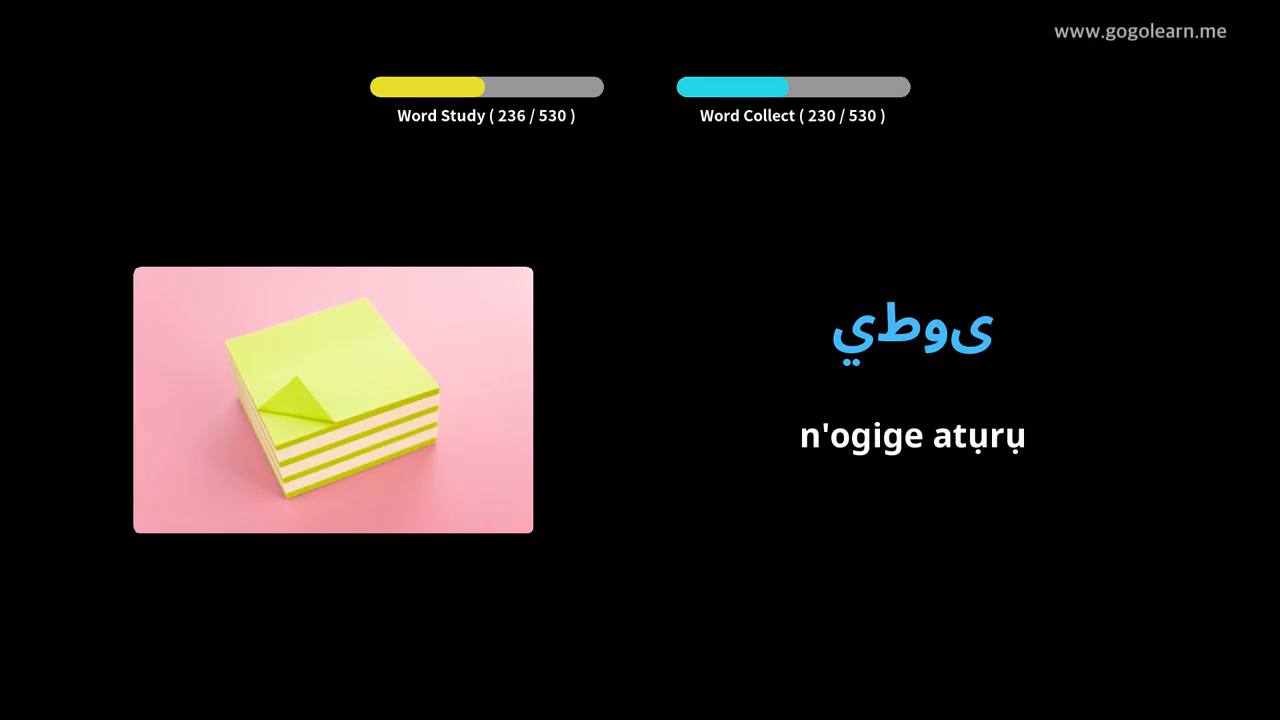 www.gogolearn.me
Word Study ( 236 / 530 )
Word Collect ( 230 / 530 )
ىوطي
n'ogige atụrụ